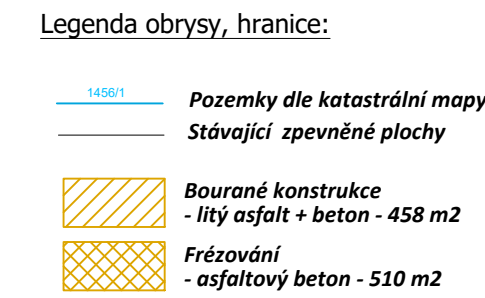 Legenda obrysy, hranice:
1456/1
Pozemky dle katastrální mapy
Stávající zpevněné plochy
Bourané konstrukce
- litý asfalt + beton - 458 m2
Frézování
- asfaltový beton - 510 m2